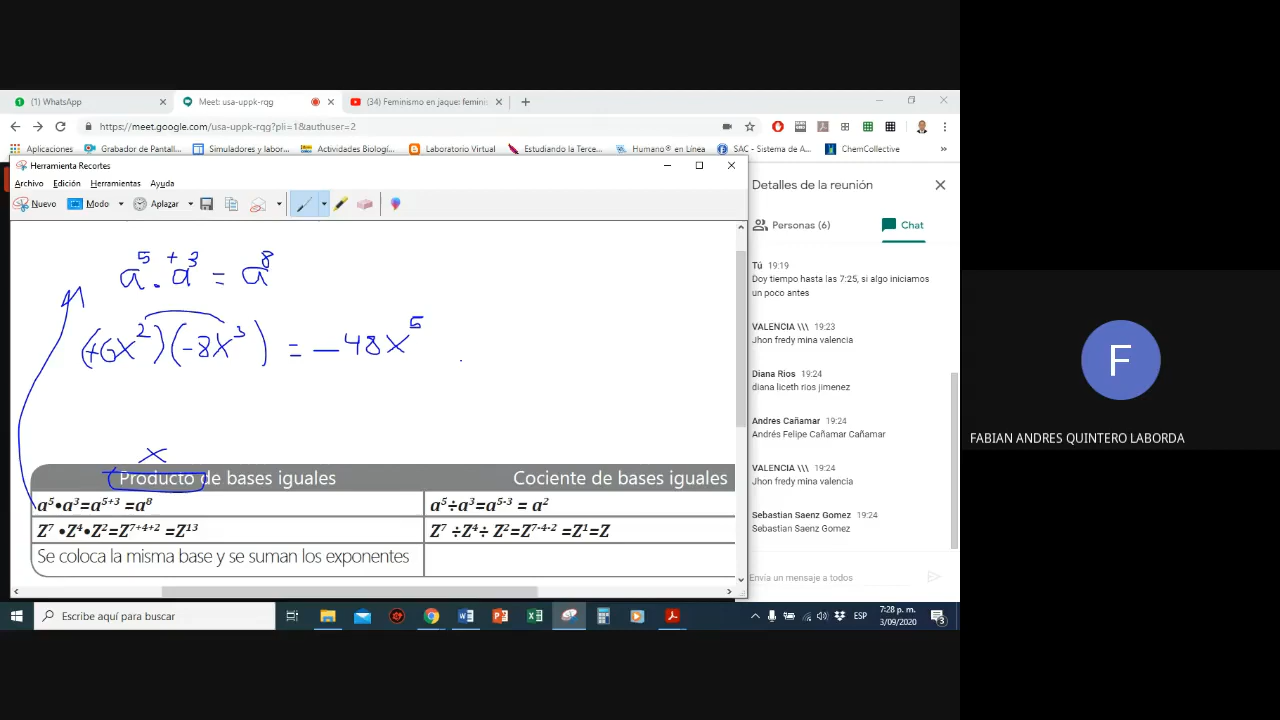 (1) WhatsApp
Meet: usa-uppk-rqg
(34) Feminismo en jaque: feminis
https://meet.google.com/usa-uppk-rqg?pli=1&authuser=2
Aplicaciones
Grabador de Pantall...
Simuladores y labor...
Actividades Biológi...
Laboratorio Virtual
Estudiando la Terce...
Humano® en Línea
SAC - Sistema de A...
ChemCollective
Herramienta Recortes
Archivo Edición Herramientas Ayuda
Nuevo Modo Aplazar
a⁵ ⁺ . a³ = a⁸
(+6x²)(-8x³) = -48x⁵
x
Producto de bases iguales Cociente de bases iguales
a⁵•a³=a⁵⁺³ =a⁸ a⁵÷a³=a⁵⁻³ = a²
Z⁷ •Z⁴•Z²=Z⁷⁺⁴⁺² =Z¹³ Z⁷ ÷Z⁴÷ Z²=Z⁷⁻⁴⁻² =Z¹=Z
Se coloca la misma base y se suman los exponentes
Detalles de la reunión
Personas (6) Chat
Tú 19:19
Doy tiempo hasta las 7:25, si algo iniciamos
un poco antes
VALENCIA \\\ 19:23
Jhon fredy mina valencia
Diana Rios 19:24
diana liceth rios jimenez
Andres Cañamar 19:24
Andrés Felipe Cañamar Cañamar
VALENCIA \\\ 19:24
Jhon fredy mina valencia
Sebastian Saenz Gomez 19:24
Sebastian Saenz Gomez
Envía un mensaje a todos
F
FABIAN ANDRES QUINTERO LABORDA
Escribe aquí para buscar
ESP
7:28 p. m.
3/09/2020
3